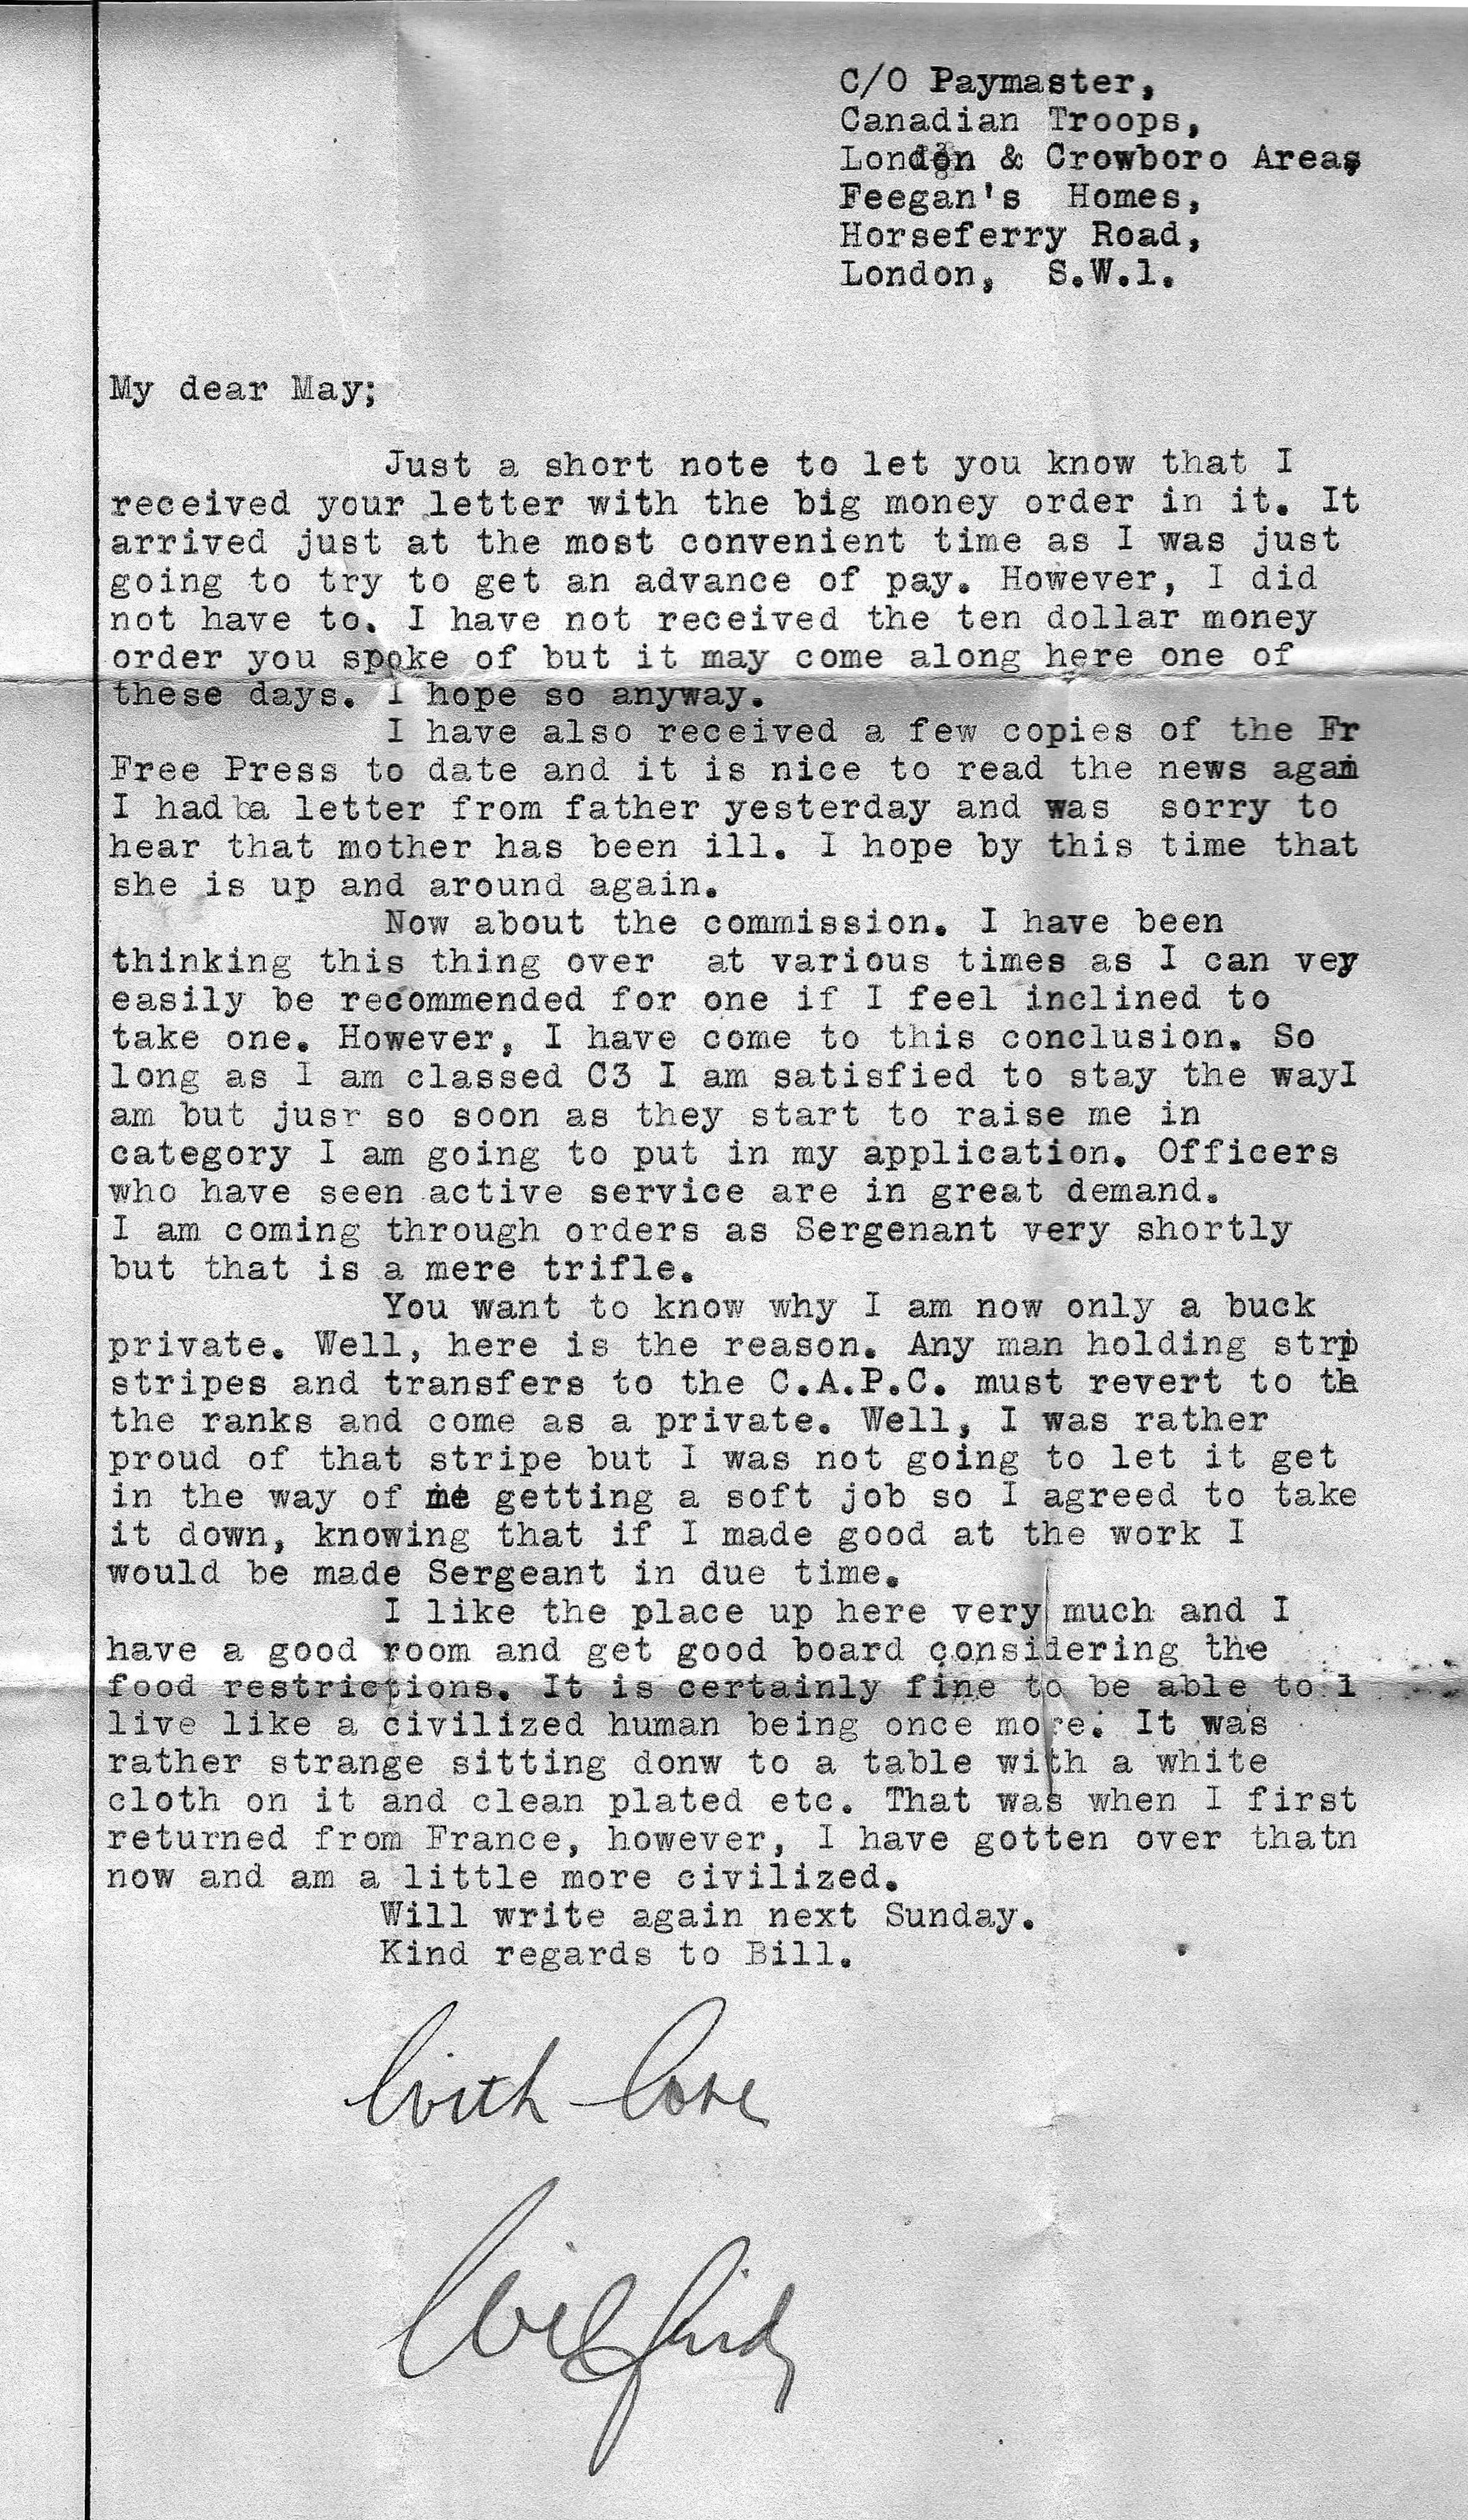 C/O Paymaster,
Canadian Troops,
London & Crowboro Areas,
Feegan's Homes,
Horseferry Road,
London, S.W.1.
My dear May;
Just a short note to let you know that I
received your letter with the big money order in it. It
arrived just at the most convenient time as I was just
going to try to get an advance of pay. However, I did
not have to. I have not received the ten dollar money
order you spoke of but it may come along here one of
these days. I hope so anyway.
I have also received a few copies of the Fr
Free Press to date and it is nice to read the news again
I had a letter from father yesterday and was sorry to
hear that mother has been ill. I hope by this time that
she is up and around again.
Now about the commission. I have been
thinking this thing over at various times as I can vey
easily be recommended for one if I feel inclined to
take one. However, I have come to this conclusion. So
long as I am classed C3 I am satisfied to stay the wayI
am but jusr so soon as they start to raise me in
category I am going to put in my application. Officers
who have seen active service are in great demand.
I am coming through orders as Sergenant very shortly
but that is a mere trifle.
You want to know why I am now only a buck
private. Well, here is the reason. Any man holding strip
stripes and transfers to the C.A.P.C. must revert to th
the ranks and come as a private. Well, I was rather
proud of that stripe but I was not going to let it get
in the way of me getting a soft job so I agreed to take
it down, knowing that if I made good at the work I
would be made Sergeant in due time.
I like the place up here very much and I
have a good room and get good board considering the
food restrictions. It is certainly fine to be able to l
live like a civilized human being once more. It was
rather strange sitting donw to a table with a white
cloth on it and clean plated etc. That was when I first
returned from France, however, I have gotten over thatn
now and am a little more civilized.
Will write again next Sunday.
Kind regards to Bill.
With love
Wilfrid